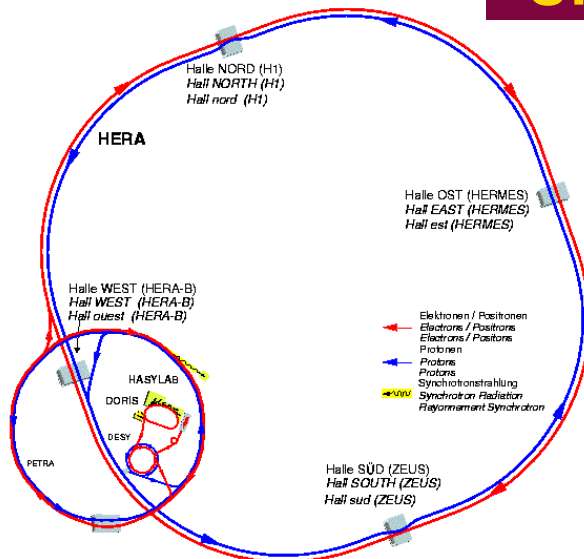 Halle NORD (H1)
Hall NORTH (H1)
Hall nord (H1)
HERA
Halle OST (HERMES)
Hall EAST (HERMES)
Hall est (HERMES)
Halle WEST (HERA-B)
Hall WEST (HERA-B)
Hall ouest (HERA-B)
Elektronen / Positronen
Electrons / Positrons
Electrons / Positons
Protonen
Protons
Protons
Synchrotronstrahlung
Synchrotron Radiation
Rayonnement Synchrotron
HASYLAB
DORIS
DESY
PETRA
Halle SÜD (ZEUS)
Hall SOUTH (ZEUS)
Hall sud (ZEUS)